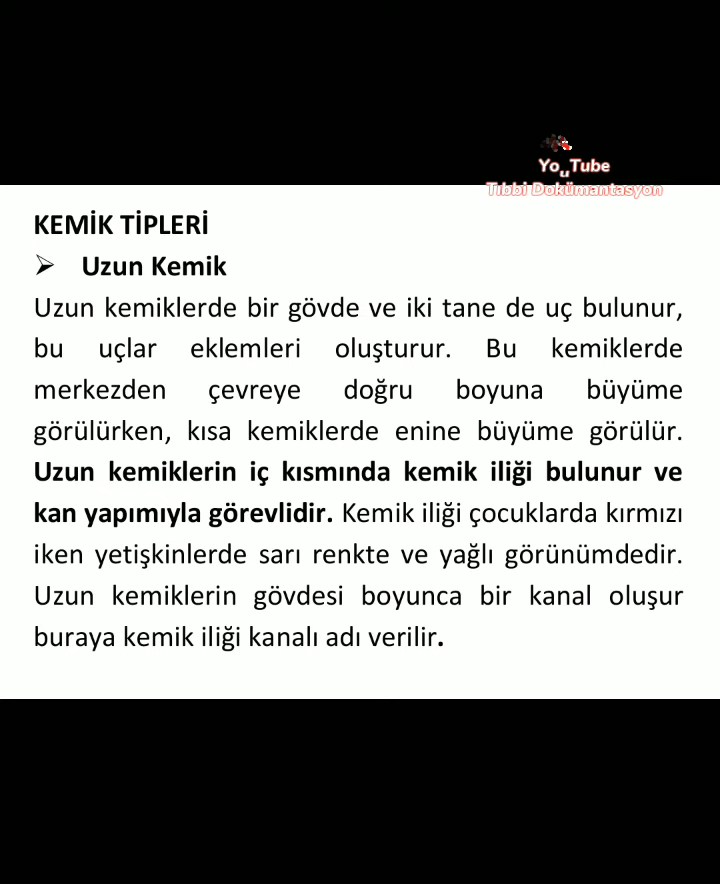 YouTube
Tıbbi Dokümantasyon
KEMİK TİPLERİ
➢ Uzun Kemik
Uzun kemiklerde bir gövde ve iki tane de uç bulunur,
bu uçlar eklemleri oluşturur. Bu kemiklerde
merkezden çevreye doğru boyuna büyüme
görülürken, kısa kemiklerde enine büyüme görülür.
Uzun kemiklerin iç kısmında kemik iliği bulunur ve
kan yapımıyla görevlidir. Kemik iliği çocuklarda kırmızı
iken yetişkinlerde sarı renkte ve yağlı görünümdedir.
Uzun kemiklerin gövdesi boyunca bir kanal oluşur
buraya kemik iliği kanalı adı verilir.